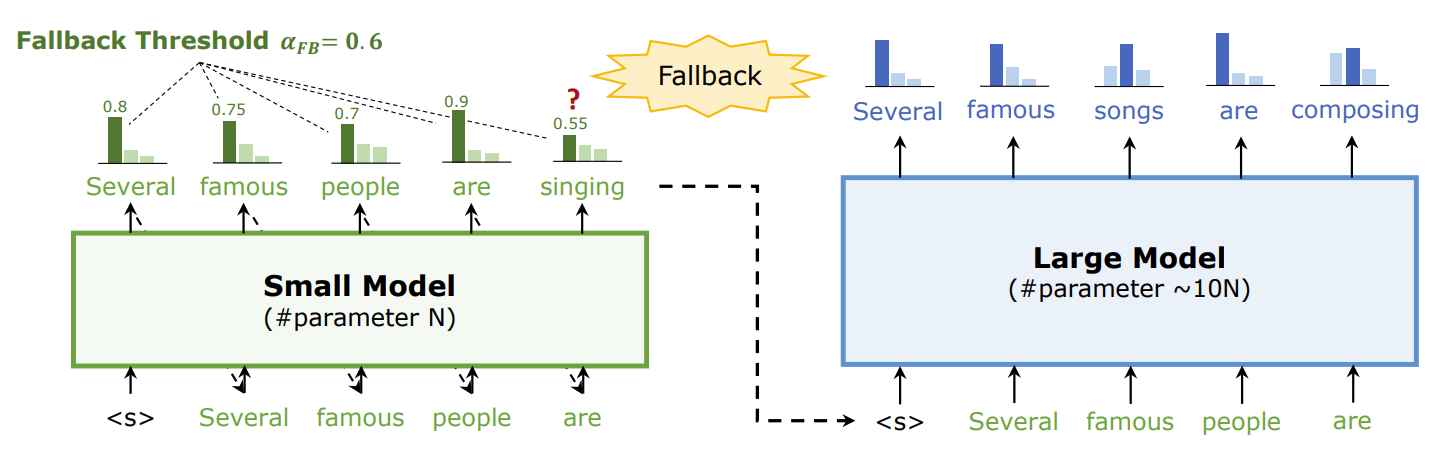 Fallback Threshold α_FB= 0.6
0.8 0.75 0.7 0.9 ? 0.55
Several famous people are singing
Small Model
(#parameter N)
<s> Several famous people are
Fallback
Several famous songs are composing
Large Model
(#parameter ~10N)
<s> Several famous people are